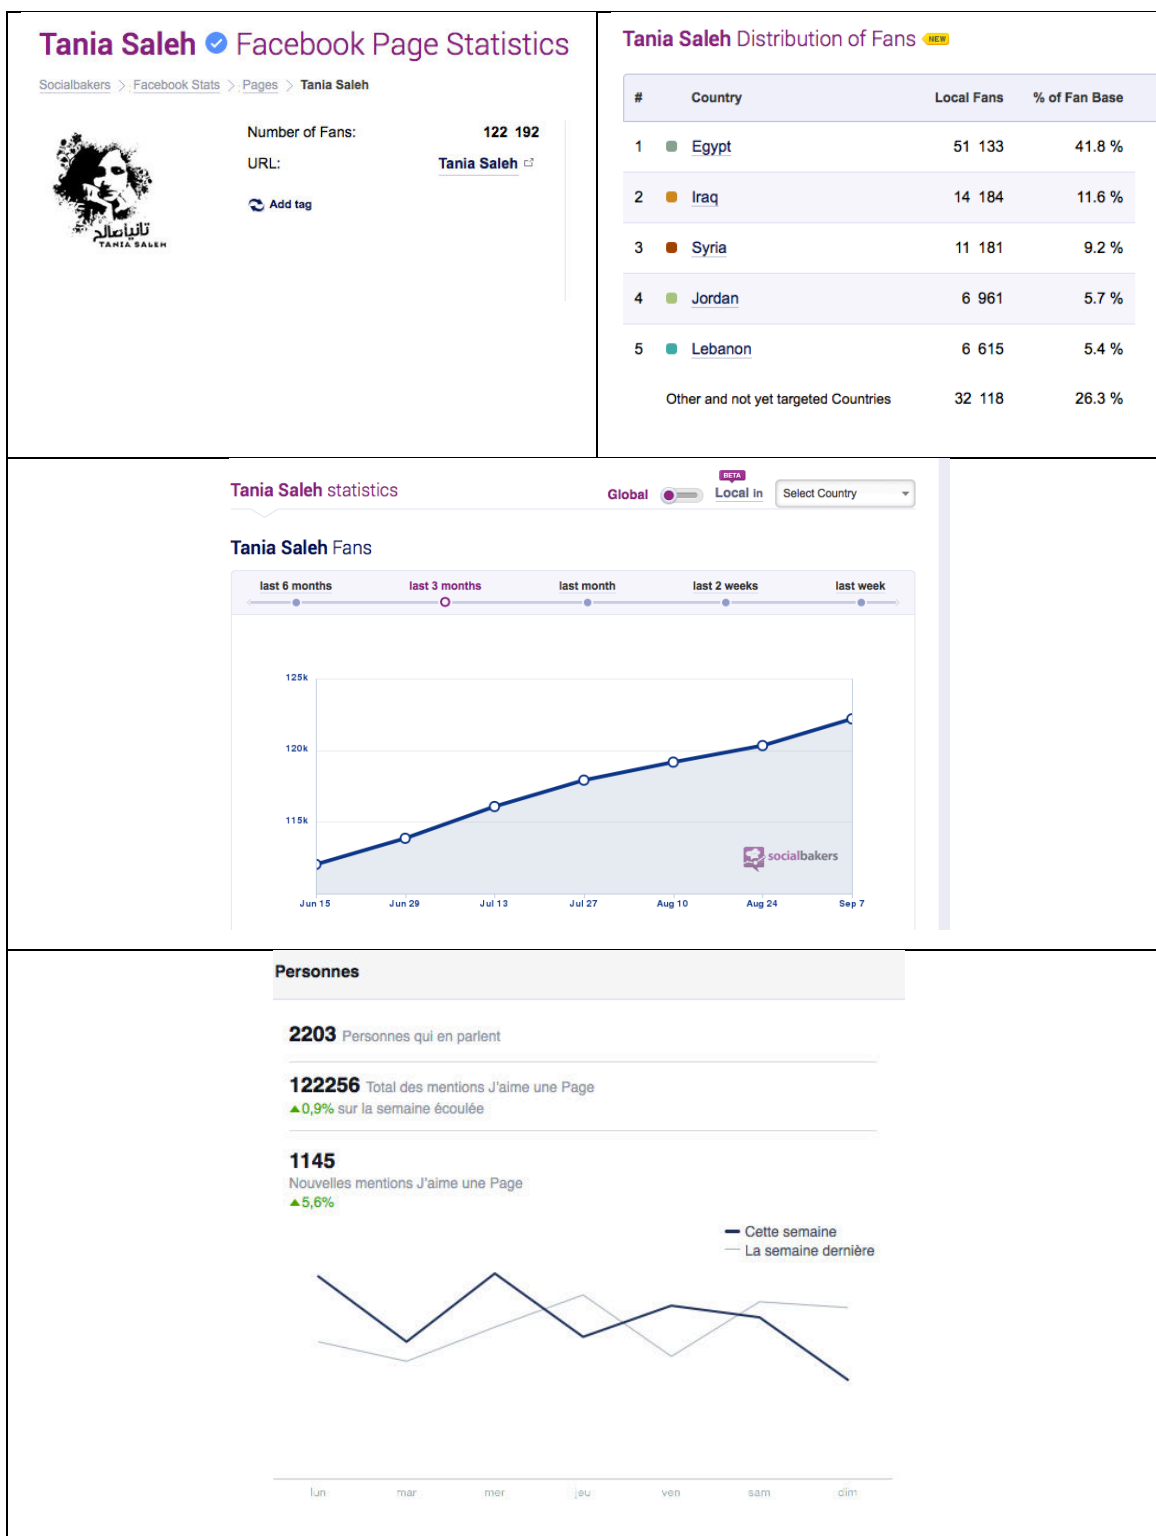 Tania Saleh Facebook Page Statistics
Socialbakers > Facebook Stats > Pages > Tania Saleh
Number of Fans: 122 192
URL: Tania Saleh
Add tag
تانيا صالح
TANIA SALEH
Tania Saleh Distribution of Fans NEW
# Country Local Fans % of Fan Base
1 Egypt 51 133 41.8 %
2 Iraq 14 184 11.6 %
3 Syria 11 181 9.2 %
4 Jordan 6 961 5.7 %
5 Lebanon 6 615 5.4 %
Other and not yet targeted Countries 32 118 26.3 %
BETA
Tania Saleh statistics Global Local in Select Country
Tania Saleh Fans
last 6 months last 3 months last month last 2 weeks last week
125k
120k
115k
socialbakers
Jun 15 Jun 29 Jul 13 Jul 27 Aug 10 Aug 24 Sep 7
Personnes
2203 Personnes qui en parlent
122256 Total des mentions J'aime une Page
0,9% sur la semaine écoulée
1145
Nouvelles mentions J'aime une Page
5,6%
Cette semaine
La semaine dernière
lun mar mer jeu ven sam dim